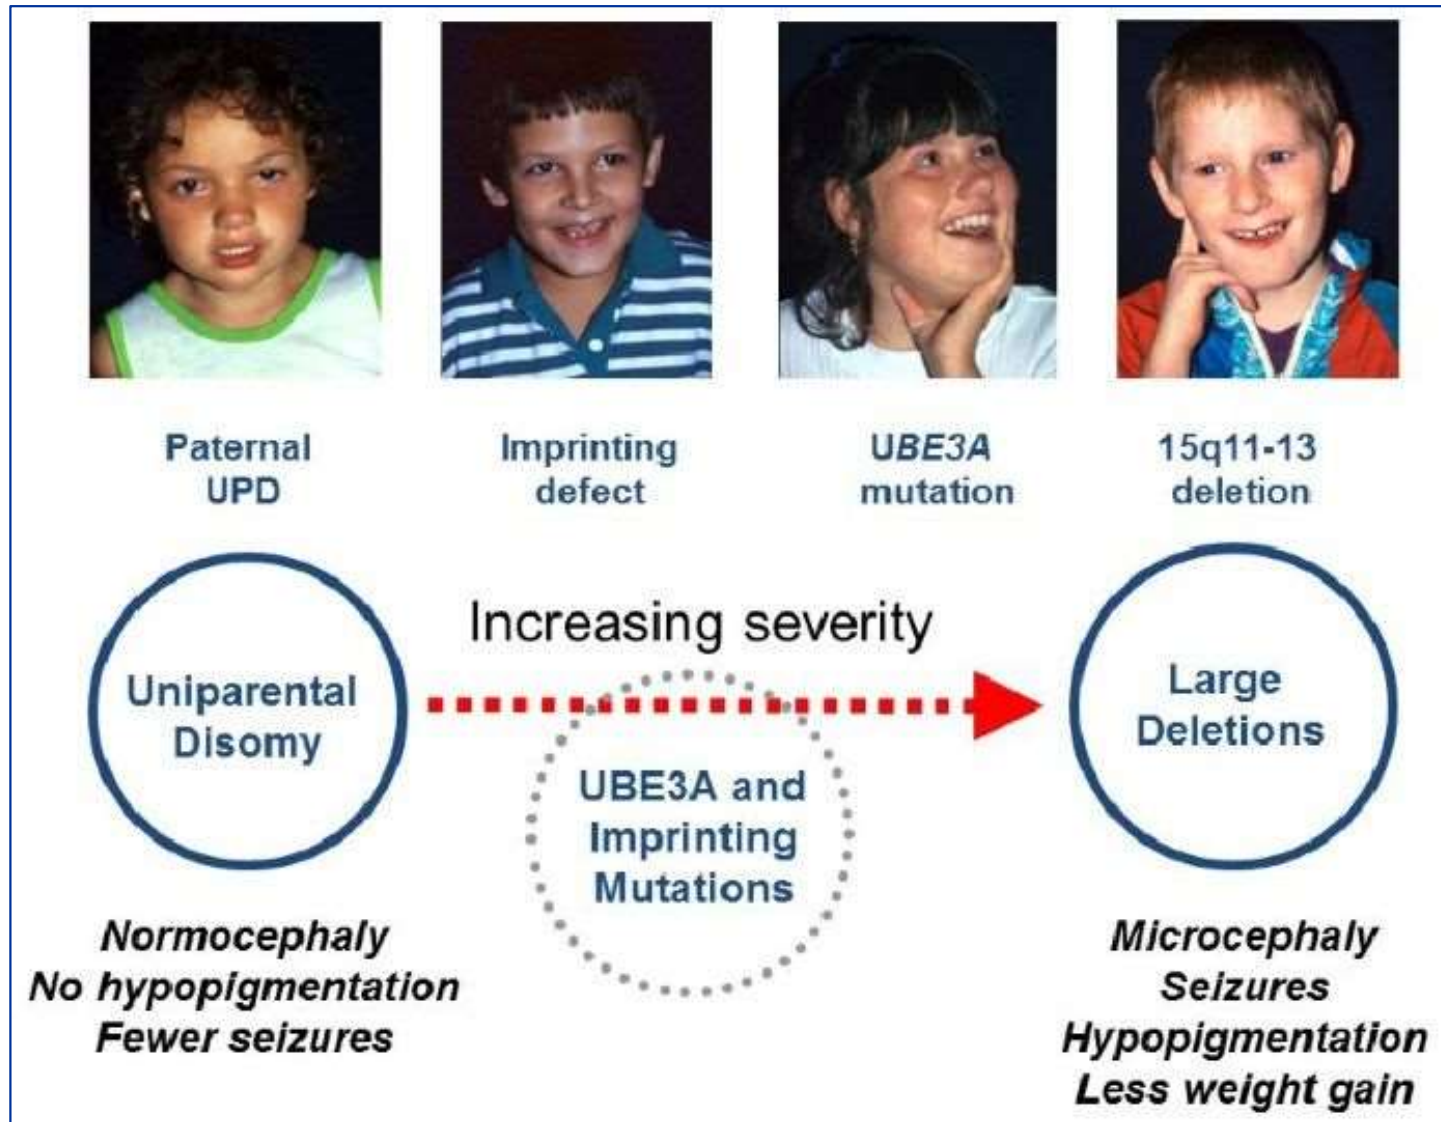 Paternal
UPD
Imprinting
defect
UBE3A
mutation
15q11-13
deletion
Increasing severity
Uniparental
Disomy
UBE3A and
Imprinting
Mutations
Large
Deletions
Normocephaly
No hypopigmentation
Fewer seizures
Microcephaly
Seizures
Hypopigmentation
Less weight gain